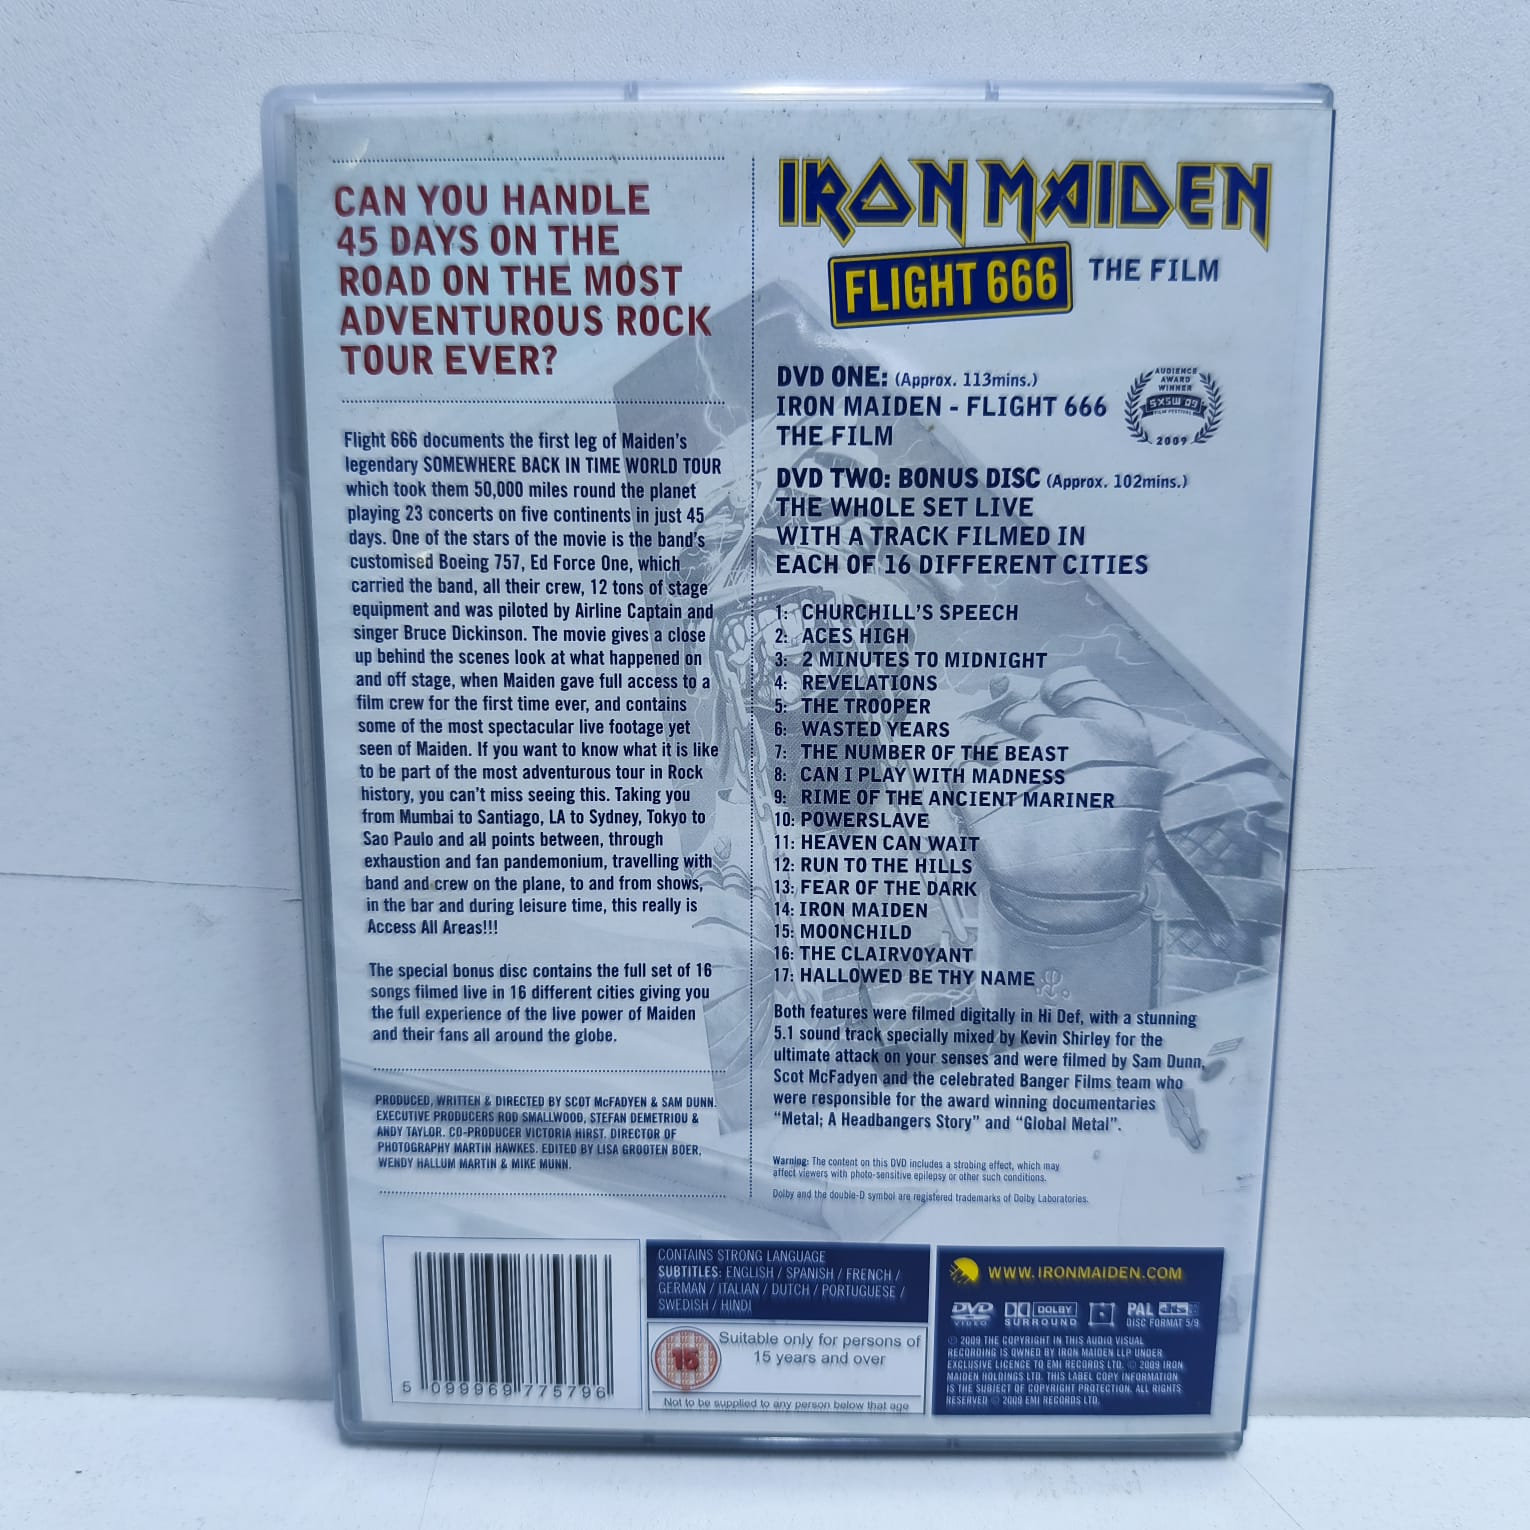 CAN YOU HANDLE
45 DAYS ON THE
ROAD ON THE MOST
ADVENTUROUS ROCK
TOUR EVER?
Flight 666 documents the first leg of Maiden's
legendary SOMEWHERE BACK IN TIME WORLD TOUR
which took them 50,000 miles round the planet
playing 23 concerts on five continents in just 45
days. One of the stars of the movie is the band's
customised Boeing 757, Ed Force One, which
carried the band, all their crew, 12 tons of stage
equipment and was piloted by Airline Captain and
singer Bruce Dickinson. The movie gives a close
up behind the scenes look at what happened on
and off stage, when Maiden gave full access to a
film crew for the first time ever, and contains
some of the most spectacular live footage yet
seen of Maiden. If you want to know what it is like
to be part of the most adventurous tour in Rock
history, you can't miss seeing this. Taking you
from Mumbai to Santiago, LA to Sydney, Tokyo to
Sao Paulo and all points between, through
exhaustion and fan pandemonium, travelling with
band and crew on the plane, to and from shows,
in the bar and during leisure time, this really is
Access All Areas!!!
The special bonus disc contains the full set of 16
songs filmed live in 16 different cities giving you
the full experience of the live power of Maiden
and their fans all around the globe.
PRODUCED, WRITTEN & DIRECTED BY SCOT McFADYEN & SAM DUNN.
EXECUTIVE PRODUCERS ROD SMALLWOOD, STEFAN DEMETRIOU &
ANDY TAYLOR. CO-PRODUCER VICTORIA HIRST. DIRECTOR OF
PHOTOGRAPHY MARTIN HAWKES. EDITED BY LISA GROOTEN BOER,
WENDY HALLUM MARTIN & MIKE MUNN.
IRON MAIDEN
FLIGHT 666 THE FILM
DVD ONE: (Approx. 113mins.)
IRON MAIDEN - FLIGHT 666
THE FILM
AUDIENCE
AWARD
WINNER
SXSW 09
FILM FESTIVAL
2009
DVD TWO: BONUS DISC (Approx. 102mins.)
THE WHOLE SET LIVE
WITH A TRACK FILMED IN
EACH OF 16 DIFFERENT CITIES
1: CHURCHILL'S SPEECH
2: ACES HIGH
3: 2 MINUTES TO MIDNIGHT
4: REVELATIONS
5: THE TROOPER
6: WASTED YEARS
7: THE NUMBER OF THE BEAST
8: CAN I PLAY WITH MADNESS
9: RIME OF THE ANCIENT MARINER
10: POWERSLAVE
11: HEAVEN CAN WAIT
12: RUN TO THE HILLS
13: FEAR OF THE DARK
14: IRON MAIDEN
15: MOONCHILD
16: THE CLAIRVOYANT
17: HALLOWED BE THY NAME
Both features were filmed digitally in Hi Def, with a stunning
5.1 sound track specially mixed by Kevin Shirley for the
ultimate attack on your senses and were filmed by Sam Dunn,
Scot McFadyen and the celebrated Banger Films team who
were responsible for the award winning documentaries
"Metal; A Headbangers Story" and "Global Metal".
Warning: The content on this DVD includes a strobing effect, which may
affect viewers with photo-sensitive epilepsy or other such conditions.
Dolby and the double-D symbol are registered trademarks of Dolby Laboratories.
5 099969 775796
CONTAINS STRONG LANGUAGE
SUBTITLES: ENGLISH / SPANISH / FRENCH /
GERMAN / ITALIAN / DUTCH / PORTUGUESE /
SWEDISH / HINDI
15
Suitable only for persons of
15 years and over
Not to be supplied to any person below that age
WWW.IRONMAIDEN.COM
DVD VIDEO
DOLBY SURROUND
PAL dts
DISC FORMAT 5/9
© 2009 THE COPYRIGHT IN THIS AUDIO VISUAL
RECORDING IS OWNED BY IRON MAIDEN LLP UNDER
EXCLUSIVE LICENCE TO EMI RECORDS LTD. © 2009 IRON
MAIDEN HOLDINGS LTD. THIS LABEL COPY INFORMATION
IS THE SUBJECT OF COPYRIGHT PROTECTION. ALL RIGHTS
RESERVED © 2009 EMI RECORDS LTD.